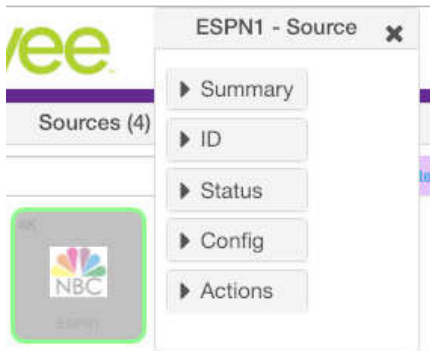 vee
ESPN1 - Source
Summary
Sources (4)
ID
Status
Config
4K
Actions
NBC
ESPN1